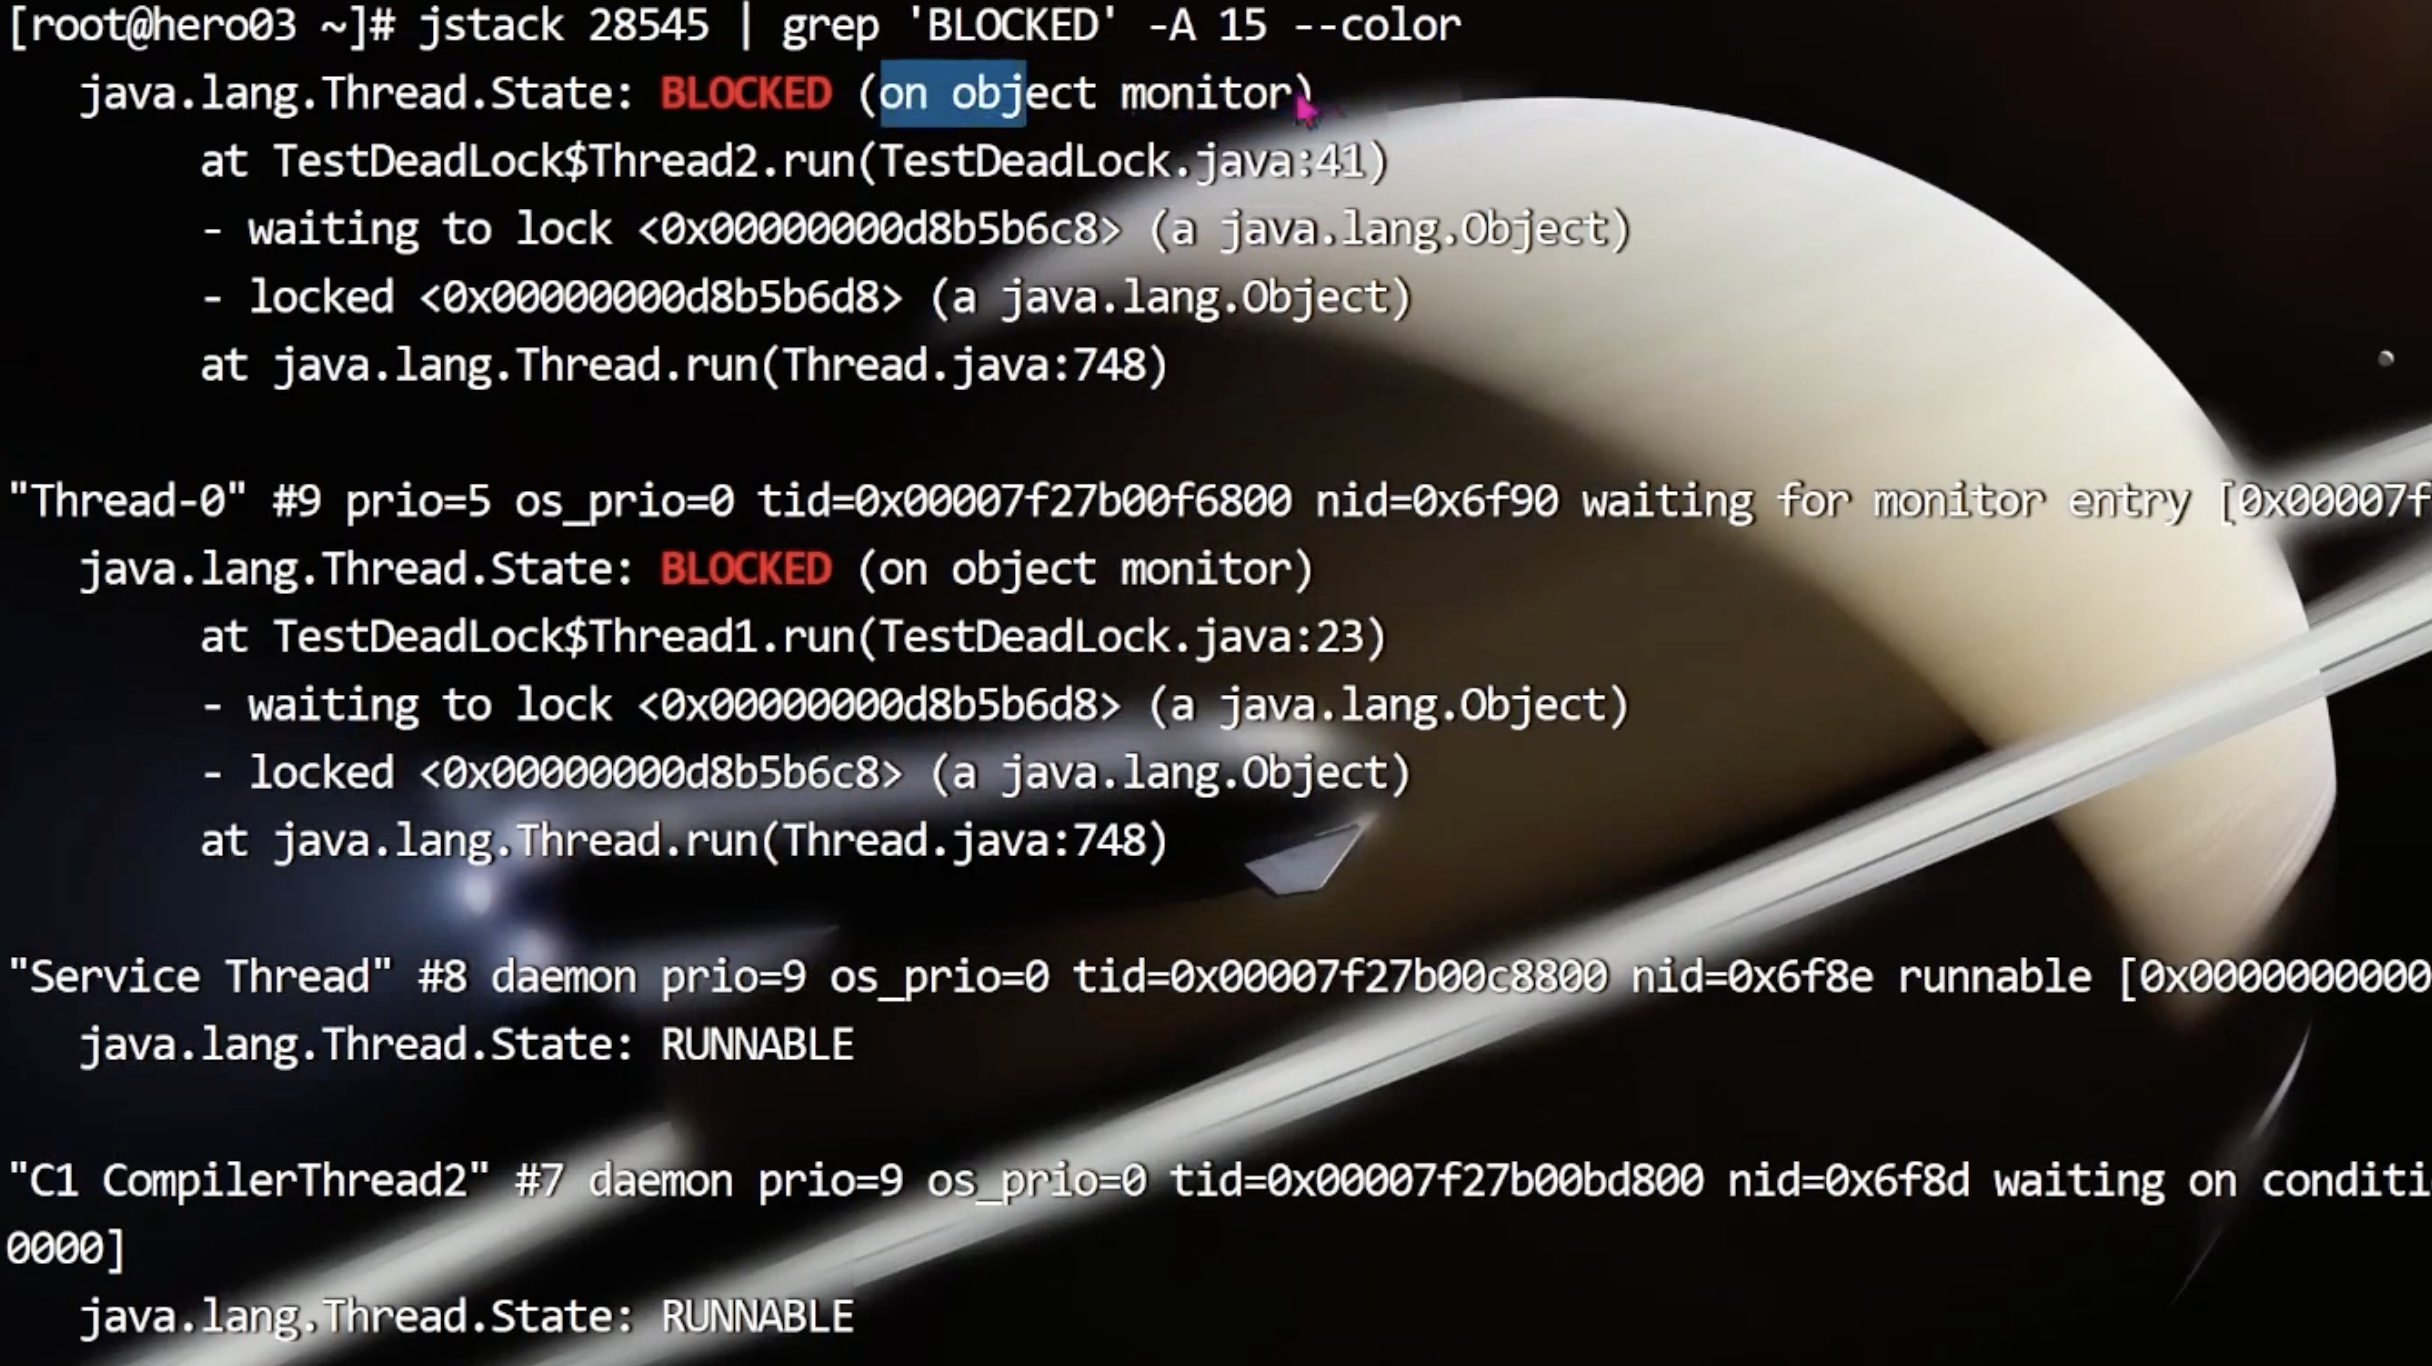 [root@hero03 ~]# jstack 28545 | grep 'BLOCKED' -A 15 --color
java.lang.Thread.State: BLOCKED (on object monitor)
at TestDeadLock$Thread2.run(TestDeadLock.java:41)
- waiting to lock <0x00000000d8b5b6c8> (a java.lang.Object)
- locked <0x00000000d8b5b6d8> (a java.lang.Object)
at java.lang.Thread.run(Thread.java:748)
"Thread-0" #9 prio=5 os_prio=0 tid=0x00007f27b00f6800 nid=0x6f90 waiting for monitor entry [0x00007f
java.lang.Thread.State: BLOCKED (on object monitor)
at TestDeadLock$Thread1.run(TestDeadLock.java:23)
- waiting to lock <0x00000000d8b5b6d8> (a java.lang.Object)
- locked <0x00000000d8b5b6c8> (a java.lang.Object)
at java.lang.Thread.run(Thread.java:748)
"Service Thread" #8 daemon prio=9 os_prio=0 tid=0x00007f27b00c8800 nid=0x6f8e runnable [0x0000000000
java.lang.Thread.State: RUNNABLE
"C1 CompilerThread2" #7 daemon prio=9 os_prio=0 tid=0x00007f27b00bd800 nid=0x6f8d waiting on conditi
0000]
java.lang.Thread.State: RUNNABLE